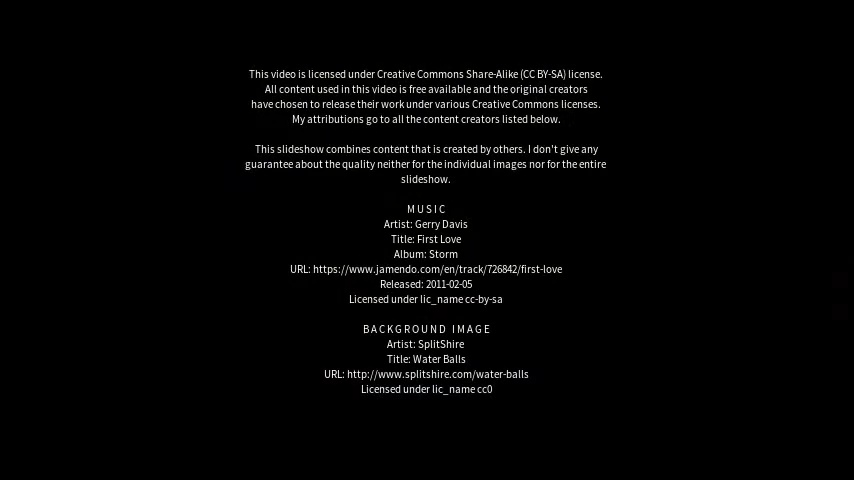 This video is licensed under Creative Commons Share-Alike (CC BY-SA) license.
All content used in this video is free available and the original creators
have chosen to release their work under various Creative Commons licenses.
My attributions go to all the content creators listed below.
This slideshow combines content that is created by others. I don't give any
guarantee about the quality neither for the individual images nor for the entire
slideshow.
MUSIC
Artist: Gerry Davis
Title: First Love
Album: Storm
URL: https://www.jamendo.com/en/track/726842/first-love
Released: 2011-02-05
Licensed under lic_name cc-by-sa
BACKGROUND IMAGE
Artist: SplitShire
Title: Water Balls
URL: http://www.splitshire.com/water-balls
Licensed under lic_name cc0